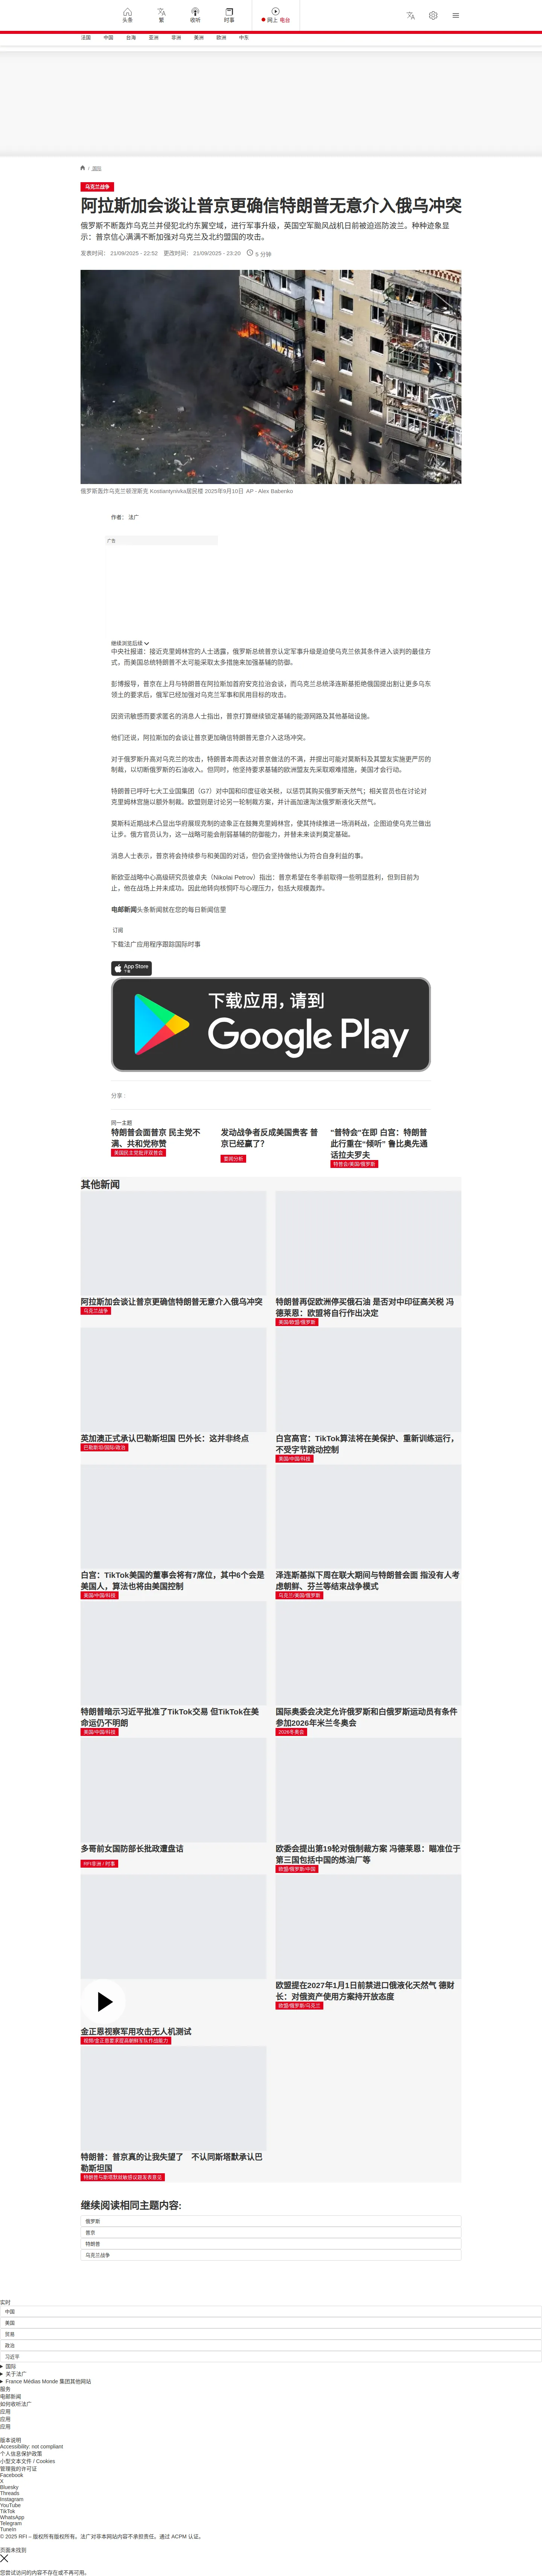 头条
繁
收听
时事
网上 电台
法国
中国
台海
亚洲
非洲
美洲
欧洲
中东
/ 国际
乌克兰战争
阿拉斯加会谈让普京更确信特朗普无意介入俄乌冲突
俄罗斯不断轰炸乌克兰并侵犯北约东翼空域，进行军事升级，英国空军颱风战机日前被迫巡防波兰。种种迹象显
示：普京信心满满不断加强对乌克兰及北约盟国的攻击。
发表时间： 21/09/2025 - 22:52 更改时间： 21/09/2025 - 23:20 5 分钟
俄罗斯轰炸乌克兰顿涅斯克 Kostiantynivka居民楼 2025年9月10日 AP - Alex Babenko
作者： 法广
广告
继续浏览后续
中央社报道：接近克里姆林宫的人士透露，俄罗斯总统普京认定军事升级是迫使乌克兰依其条件进入谈判的最佳方
式，而美国总统特朗普不太可能采取太多措施来加强基辅的防御。
彭博报导，普京在上月与特朗普在阿拉斯加首府安克拉治会谈，而乌克兰总统泽连斯基拒绝俄国提出割让更多乌东
领土的要求后，俄军已经加强对乌克兰军事和民用目标的攻击。
因资讯敏感而要求匿名的消息人士指出，普京打算继续锁定基辅的能源网路及其他基础设施。
他们还说，阿拉斯加的会谈让普京更加确信特朗普无意介入这场冲突。
对于俄罗斯升高对乌克兰的攻击，特朗普本周表达对普京做法的不满，并提出可能对莫斯科及其盟友实施更严厉的
制裁，以切断俄罗斯的石油收入。但同时，他坚持要求基辅的欧洲盟友先采取艰难措施，美国才会行动。
特朗普已呼吁七大工业国集团（G7）对中国和印度征收关税，以惩罚其购买俄罗斯天然气；相关官员也在讨论对
克里姆林宫施以额外制裁。欧盟则是讨论另一轮制裁方案，并计画加速淘汰俄罗斯液化天然气。
莫斯科近期战术凸显出华府展现克制的迹象正在鼓舞克里姆林宫，使其持续推进一场消耗战，企图迫使乌克兰做出
让步。俄方官员认为，这一战略可能会削弱基辅的防御能力，并替未来谈判奠定基础。
消息人士表示，普京将会持续参与和美国的对话，但仍会坚持做他认为符合自身利益的事。
新欧亚战略中心高级研究员彼卓夫（Nikolai Petrov）指出：普京希望在冬季前取得一些明显胜利，但到目前为
止，他在战场上并未成功。因此他转向核恫吓与心理压力，包括大规模轰炸。
电邮新闻头条新闻就在您的每日新闻信里
订阅
下载法广应用程序跟踪国际时事
App Store
下载
下载应用，请到
Google Play
分享 :
同一主题
特朗普会面普京 民主党不
满、共和党称赞
美国民主党批评双普会
发动战争者反成美国贵客 普
京已经赢了？
要闻分析
“普特会”在即 白宫：特朗普
此行重在“倾听” 鲁比奥先通
话拉夫罗夫
特普会/美国/俄罗斯
其他新闻
阿拉斯加会谈让普京更确信特朗普无意介入俄乌冲突
乌克兰战争
特朗普再促欧洲停买俄石油 是否对中印征高关税 冯
德莱恩：欧盟将自行作出决定
美国/欧盟/俄罗斯
英加澳正式承认巴勒斯坦国 巴外长：这并非终点
巴勒斯坦/国际/政治
白宫高官：TikTok算法将在美保护、重新训练运行，
不受字节跳动控制
美国/中国/科技
白宫：TikTok美国的董事会将有7席位，其中6个会是
美国人，算法也将由美国控制
美国/中国/科技
泽连斯基拟下周在联大期间与特朗普会面 指没有人考
虑朝鲜、芬兰等结束战争模式
乌克兰/美国/俄罗斯
特朗普暗示习近平批准了TikTok交易 但TikTok在美
命运仍不明朗
美国/中国/科技
国际奥委会决定允许俄罗斯和白俄罗斯运动员有条件
参加2026年米兰冬奥会
2026冬奥会
多哥前女国防部长批政遭盘诘
RFI非洲 / 时事
欧委会提出第19轮对俄制裁方案 冯德莱恩：瞄准位于
第三国包括中国的炼油厂等
欧盟/俄罗斯/中国
金正恩视察军用攻击无人机测试
视频/金正恩要求提高朝鲜军队作战能力
欧盟提在2027年1月1日前禁进口俄液化天然气 德财
长：对俄资产使用方案持开放态度
欧盟/俄罗斯/乌克兰
特朗普：普京真的让我失望了 不认同斯塔默承认巴
勒斯坦国
特朗普与斯塔默就敏感议题发表意见
继续阅读相同主题内容:
俄罗斯
普京
特朗普
乌克兰战争
实时
中国
美国
贸易
政治
习近平
国际
关于法广
France Médias Monde 集团其他网站
服务
电邮新闻
如何收听法广
应用
应用
应用
版本说明
Accessibility: not compliant
个人信息保护政策
小型文本文件 / Cookies
管理我的许可证
Facebook
X
Bluesky
Threads
Instagram
YouTube
TikTok
WhatsApp
Telegram
TuneIn
© 2025 RFI – 版权所有版权所有。法广对非本网站内容不承担责任。通过 ACPM 认证。
页面未找到
您尝试访问的内容不存在或不再可用。